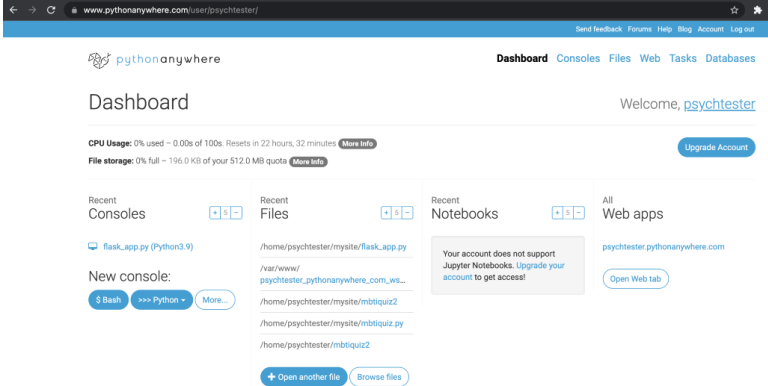 www.pythonanywhere.com/user/psychtester/
Send feedback Forums Help Blog Account Log out
pythonanywhere
Dashboard Consoles Files Web Tasks Databases
Dashboard
Welcome, psychtester
CPU Usage: 0% used – 0.00s of 100s. Resets in 22 hours, 32 minutes More Info
File storage: 0% full – 196.0 KB of your 512.0 MB quota More Info
Upgrade Account
Recent
Consoles
+ 5 −
flask_app.py (Python3.9)
New console:
$ Bash >>> Python More...
Recent
Files
+ 5 −
/home/psychtester/mysite/flask_app.py
/var/www/
psychtester_pythonanywhere_com_ws...
/home/psychtester/mysite/mbtiquiz2
/home/psychtester/mysite/mbtiquiz.py
/home/psychtester/mbtiquiz2
+ Open another file Browse files
Recent
Notebooks
+ 5 −
Your account does not support
Jupyter Notebooks. Upgrade your
account to get access!
All
Web apps
psychtester.pythonanywhere.com
Open Web tab